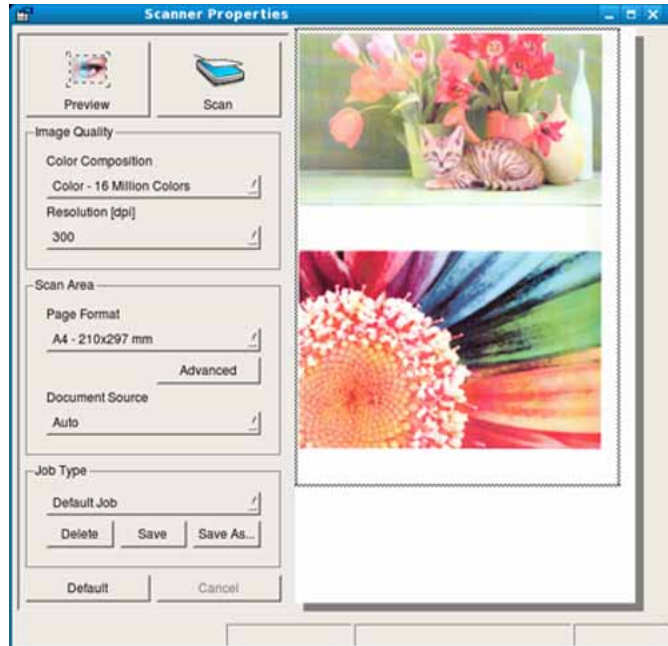 Scanner Properties
Preview
Scan
Image Quality
Color Composition
Color - 16 Million Colors
Resolution [dpi]
300
Scan Area
Page Format
A4 - 210x297 mm
Advanced
Document Source
Auto
Job Type
Default Job
Delete
Save
Save As...
Default
Cancel